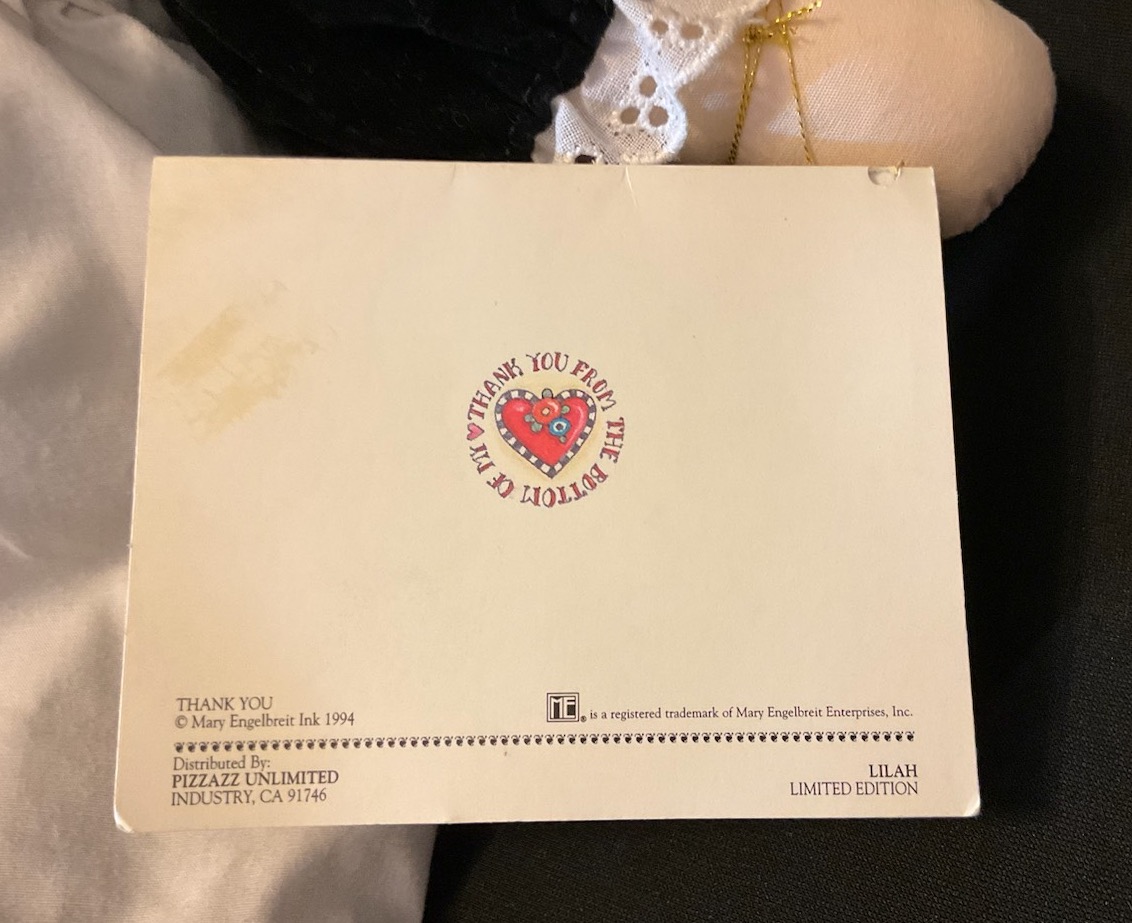 THANK YOU FROM THE BOTTOM OF MY
THANK YOU
© Mary Engelbreit Ink 1994
ME ® is a registered trademark of Mary Engelbreit Enterprises, Inc.
Distributed By:
PIZZAZZ UNLIMITED
INDUSTRY, CA 91746
LILAH
LIMITED EDITION